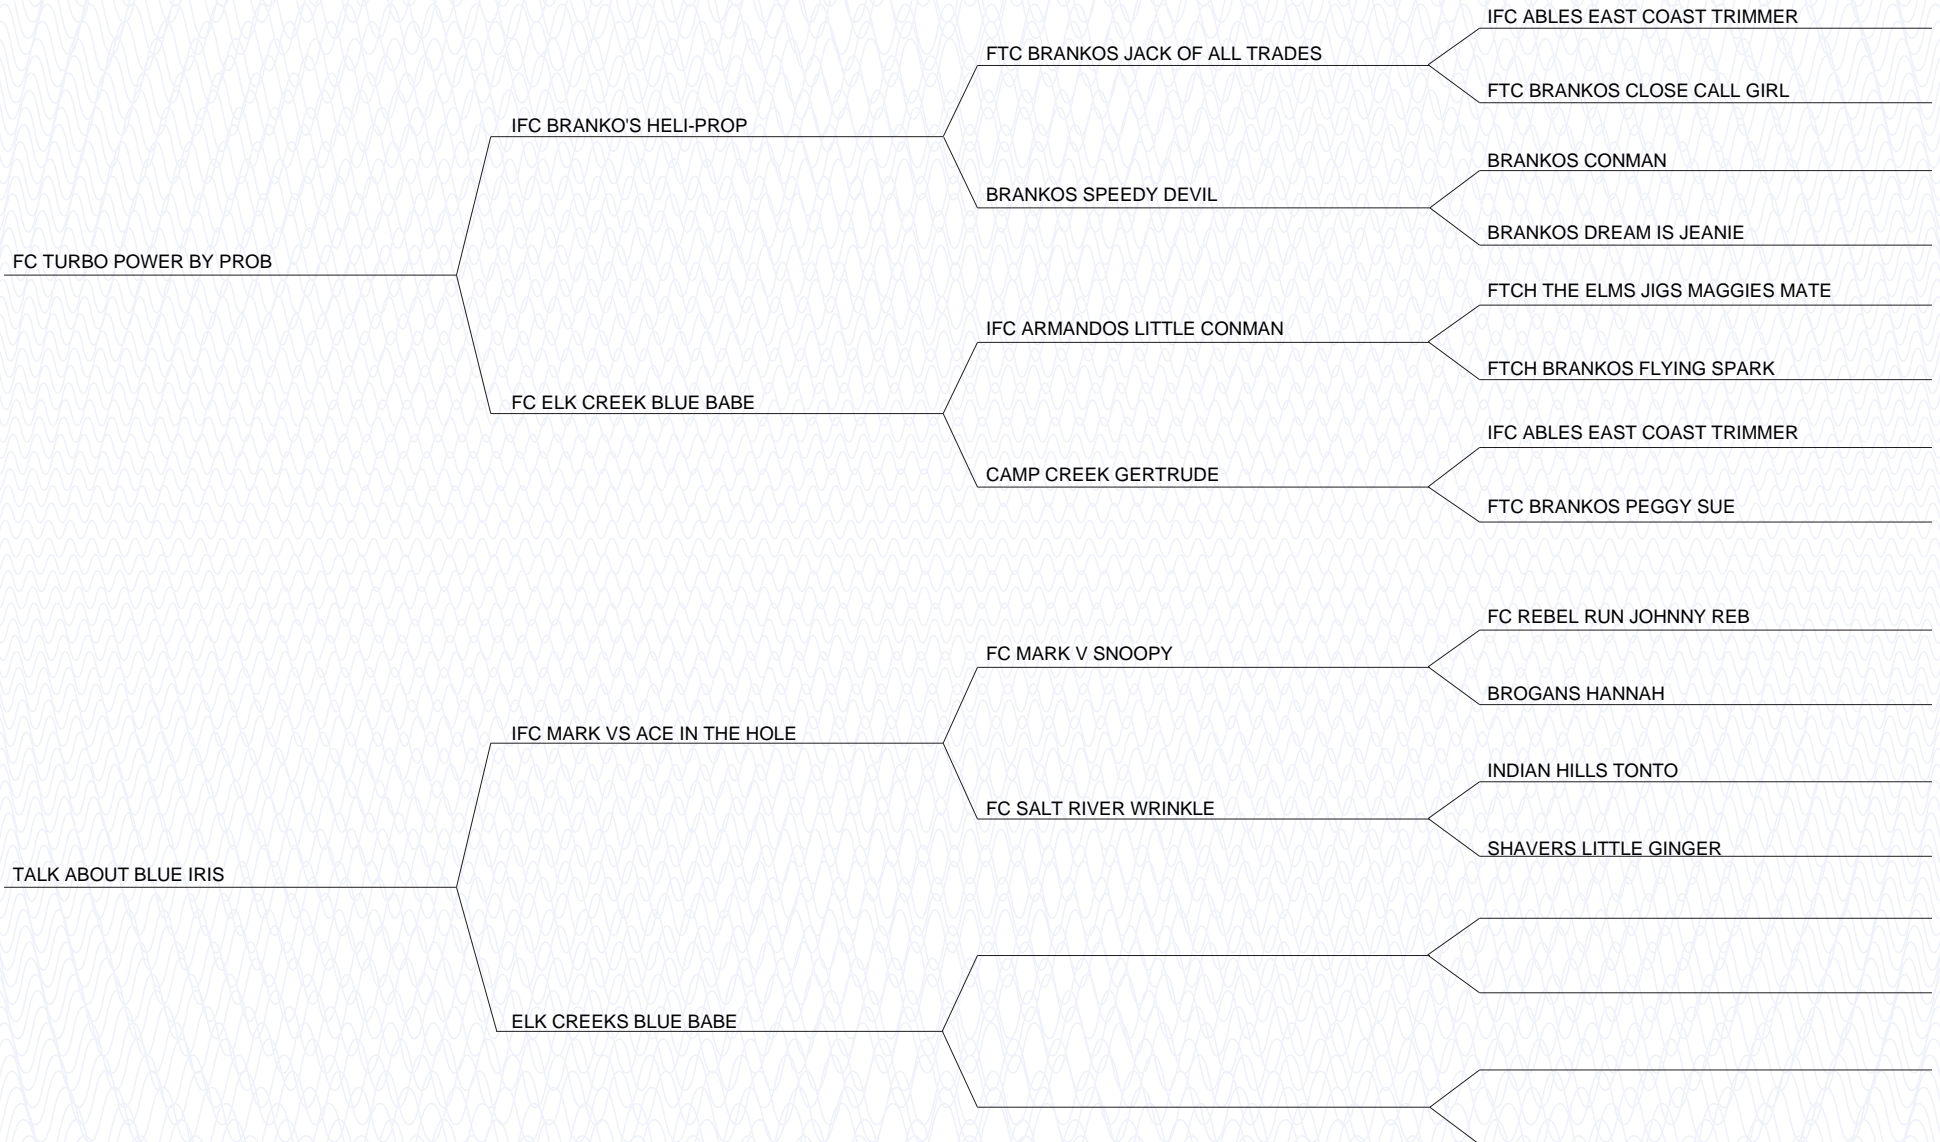 IFC ABLES EAST COAST TRIMMER
FTC BRANKOS JACK OF ALL TRADES
FTC BRANKOS CLOSE CALL GIRL
IFC BRANKO'S HELI-PROP
BRANKOS CONMAN
BRANKOS SPEEDY DEVIL
BRANKOS DREAM IS JEANIE
FC TURBO POWER BY PROB
FTCH THE ELMS JIGS MAGGIES MATE
IFC ARMANDOS LITTLE CONMAN
FTCH BRANKOS FLYING SPARK
FC ELK CREEK BLUE BABE
IFC ABLES EAST COAST TRIMMER
CAMP CREEK GERTRUDE
FTC BRANKOS PEGGY SUE
FC REBEL RUN JOHNNY REB
FC MARK V SNOOPY
BROGANS HANNAH
IFC MARK VS ACE IN THE HOLE
INDIAN HILLS TONTO
FC SALT RIVER WRINKLE
SHAVERS LITTLE GINGER
TALK ABOUT BLUE IRIS
ELK CREEKS BLUE BABE